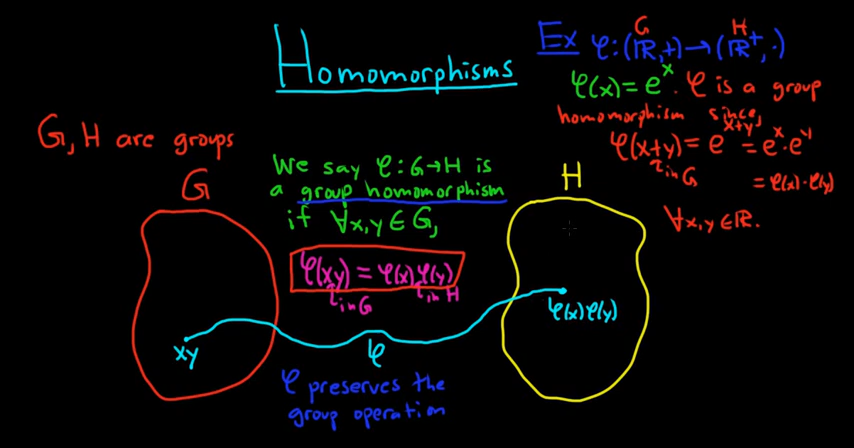 Homomorphisms
Ex φ: (ℝ,+) → (ℝ⁺,·)
G H
φ(x) = eˣ. φ is a group
homomorphism since,
φ(x+y) = eˣ⁺ʸ = eˣ·eʸ
in G
= φ(x)·φ(y)
∀x,y ∈ ℝ.
G, H are groups
G
We say φ: G→H is
a group homomorphism
if ∀x,y ∈ G,
φ(xy) = φ(x)φ(y)
in G in H
H
xy
φ
φ(x)φ(y)
φ preserves the
group operation